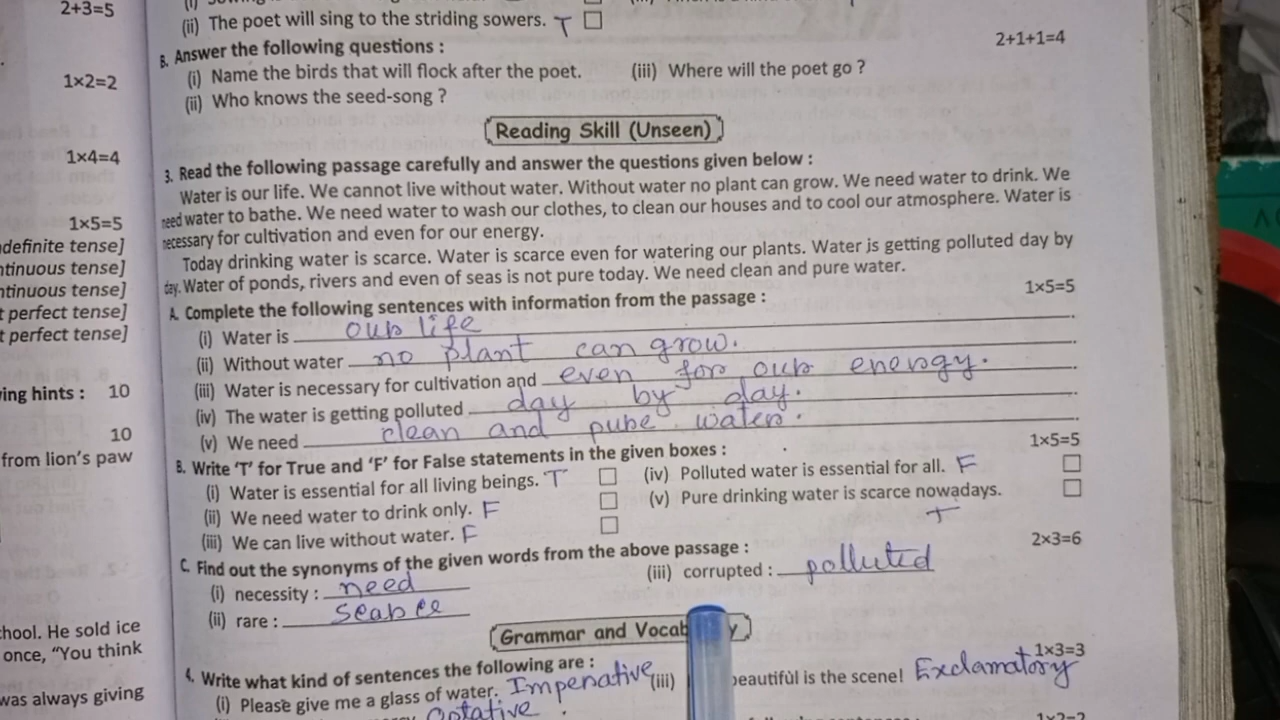 2+3=5
(ii) The poet will sing to the striding sowers. T
B. Answer the following questions : 2+1+1=4
1×2=2
(i) Name the birds that will flock after the poet. (iii) Where will the poet go ?
(ii) Who knows the seed-song ?
Reading Skill (Unseen)
1×4=4
3. Read the following passage carefully and answer the questions given below :
Water is our life. We cannot live without water. Without water no plant can grow. We need water to drink. We
need water to bathe. We need water to wash our clothes, to clean our houses and to cool our atmosphere. Water is
necessary for cultivation and even for our energy.
1×5=5
definite tense]
Today drinking water is scarce. Water is scarce even for watering our plants. Water is getting polluted day by
day. Water of ponds, rivers and even of seas is not pure today. We need clean and pure water.
ntinuous tense]
ntinuous tense]
t perfect tense]
t perfect tense]
A. Complete the following sentences with information from the passage : 1×5=5
(i) Water is our life
(ii) Without water no plant can grow.
(iii) Water is necessary for cultivation and even for our energy.
(iv) The water is getting polluted day by day.
(v) We need clean and pure water.
ing hints : 10
10
from lion's paw
B. Write 'T' for True and 'F' for False statements in the given boxes : 1×5=5
(i) Water is essential for all living beings. T (iv) Polluted water is essential for all. F
(ii) We need water to drink only. F (v) Pure drinking water is scarce nowadays. T
(iii) We can live without water. F
C. Find out the synonyms of the given words from the above passage : 2×3=6
(i) necessity : need (iii) corrupted : polluted
(ii) rare : scarce
hool. He sold ice
once, "You think
was always giving
Grammar and Vocab y
4. Write what kind of sentences the following are : 1×3=3
(i) Please give me a glass of water. Imperative (iii) beautiful is the scene! Exclamatory
Optative .